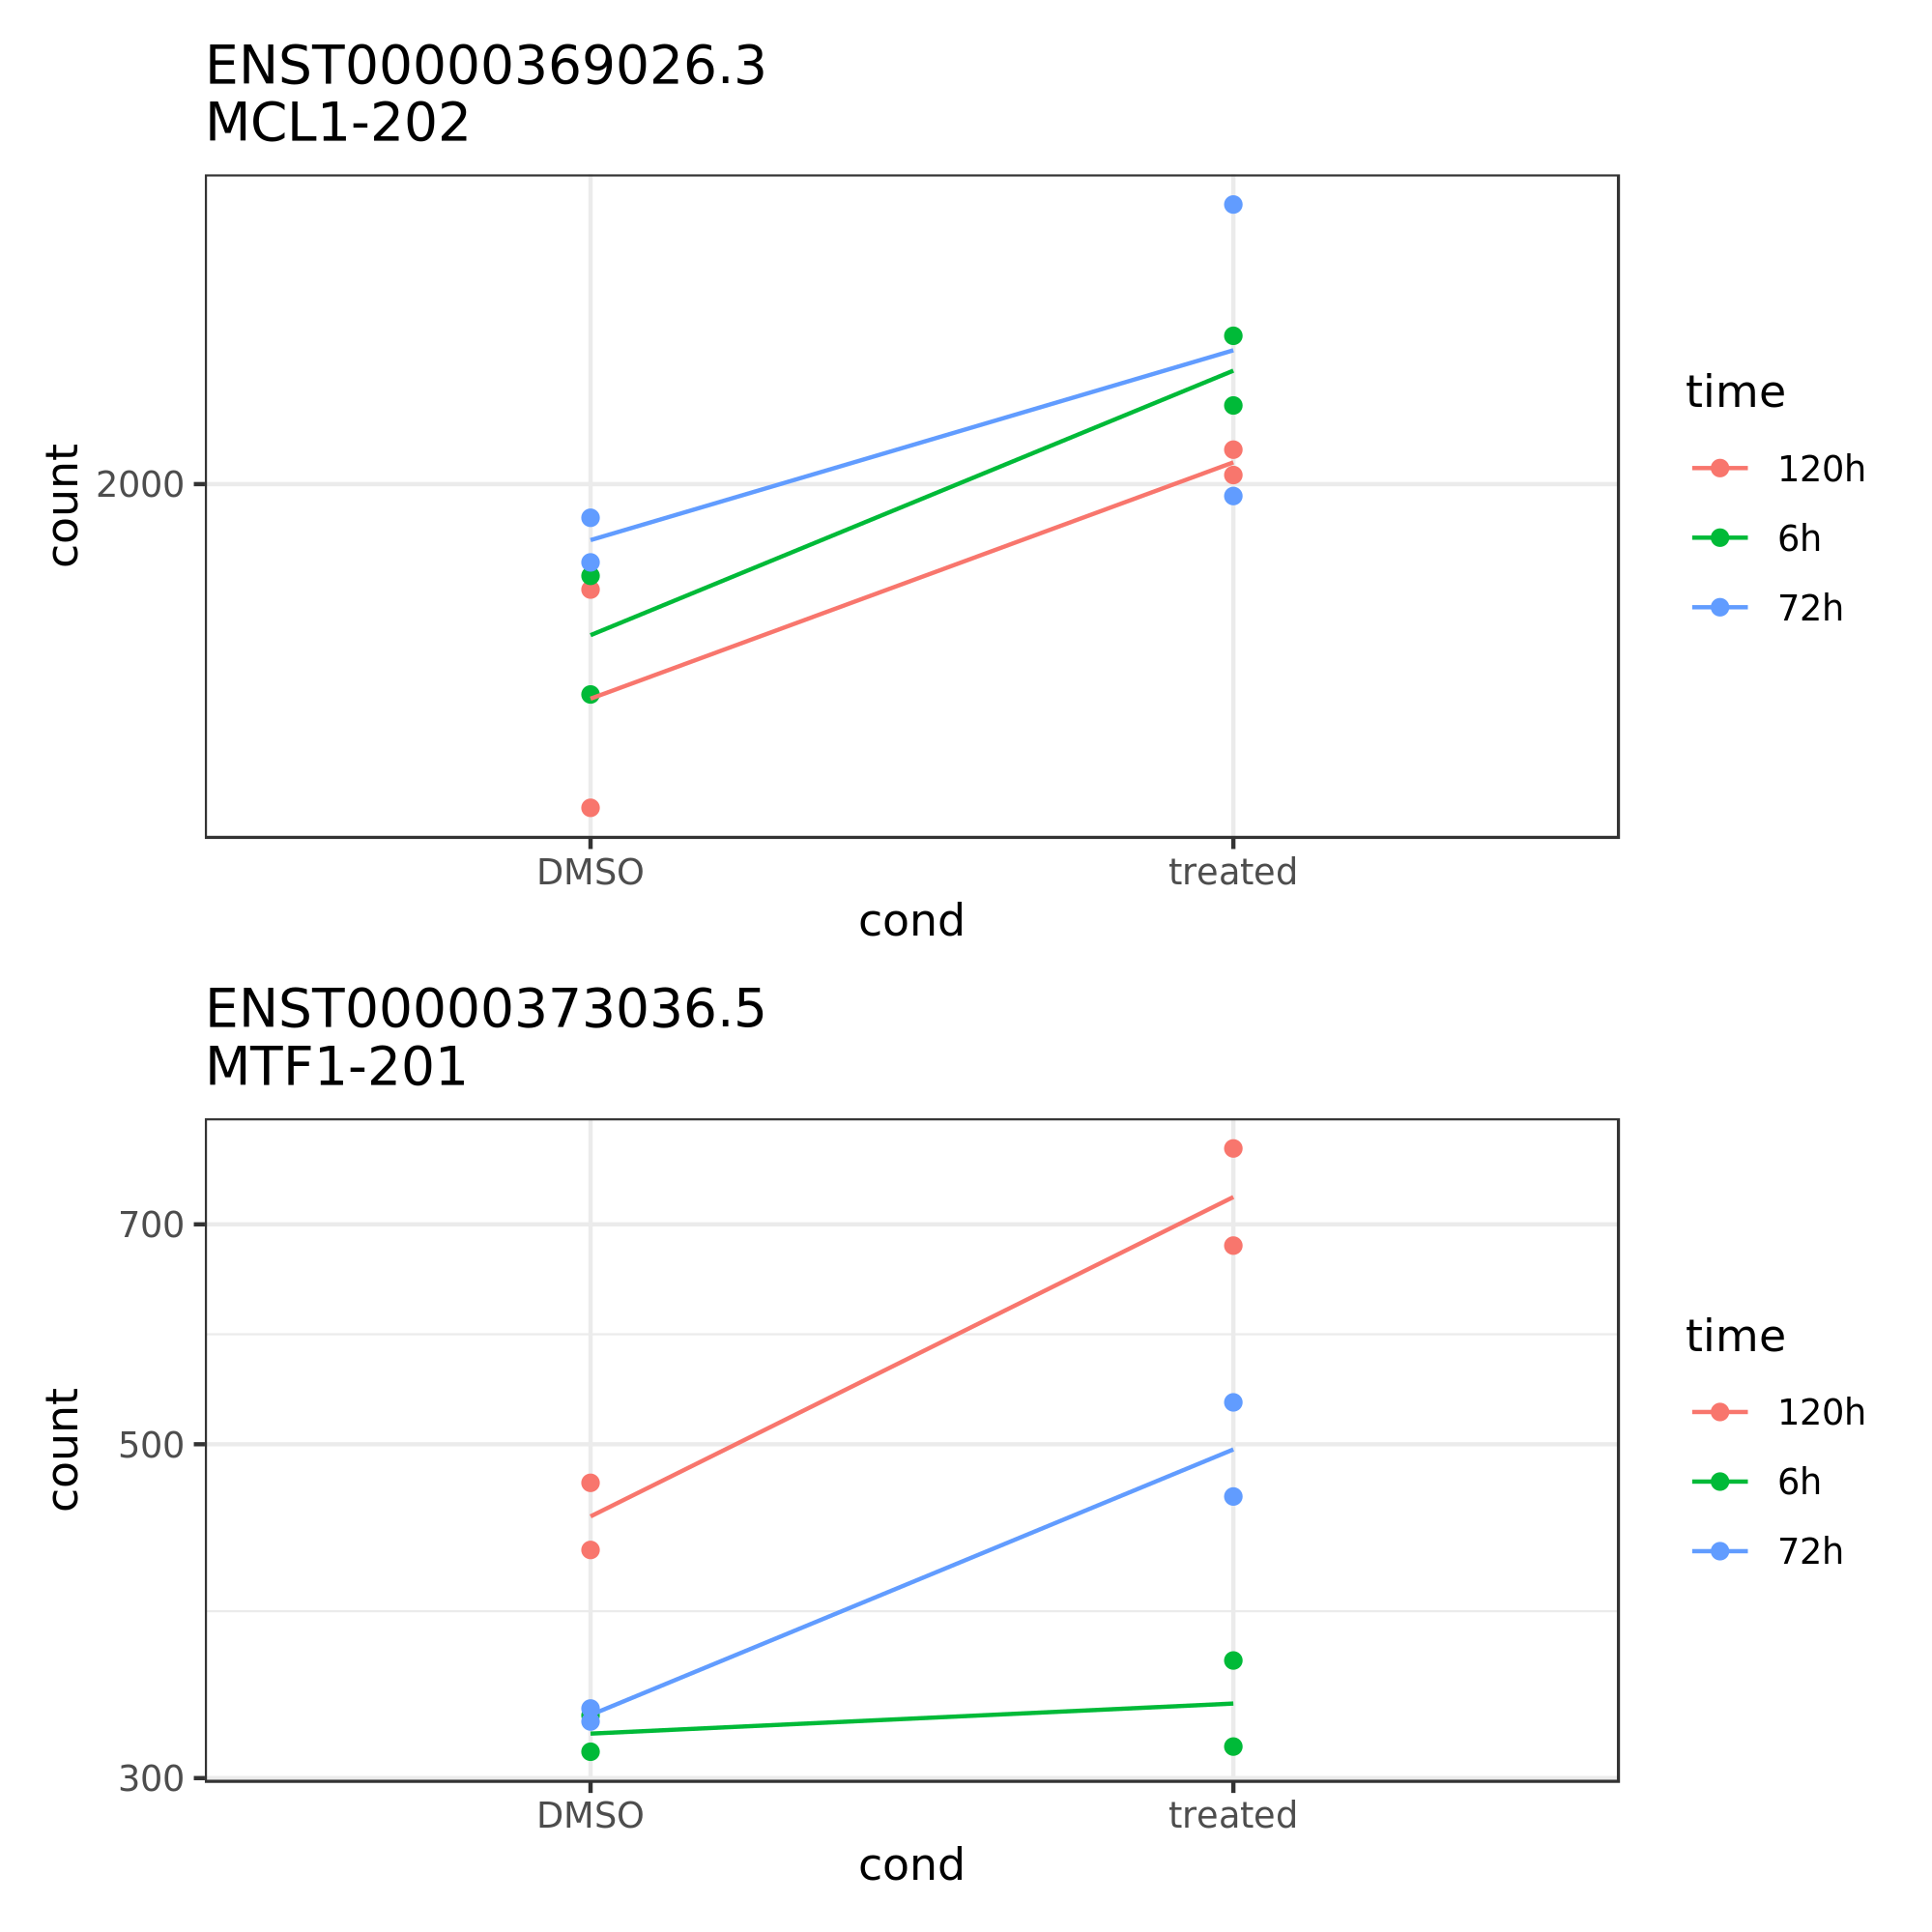 ENST00000369026.3
MCL1-202
count
2000
DMSO
treated
cond
time
120h
6h
72h
ENST00000373036.5
MTF1-201
count
700
500
300
DMSO
treated
cond
time
120h
6h
72h